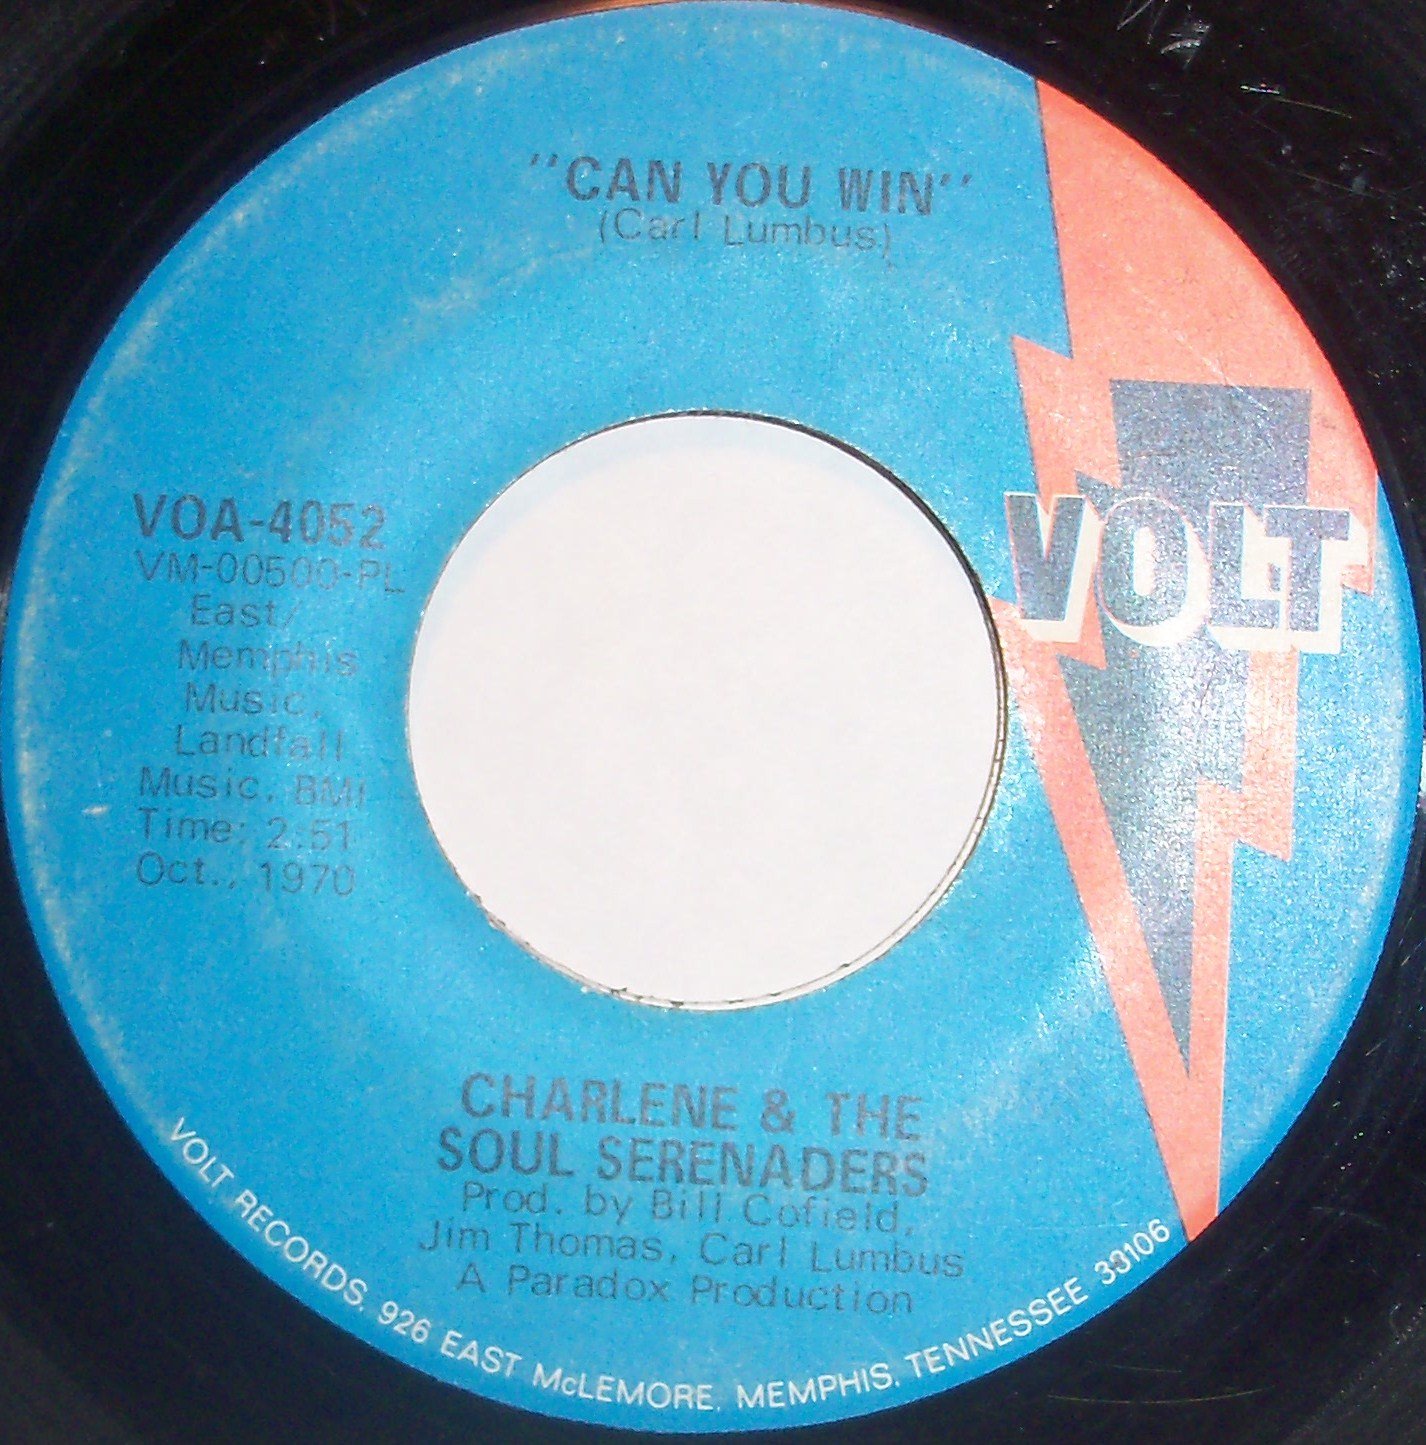 "CAN YOU WIN"
(Carl Lumbus)
VOLT
VOA-4052
VM-00500-PL
East/
Memphis
Music,
Landfall
Music, BMI
Time: 2:51
Oct., 1970
CHARLENE & THE
SOUL SERENADERS
Prod. by Bill Cofield,
Jim Thomas, Carl Lumbus
A Paradox Production
VOLT RECORDS, 926 EAST McLEMORE, MEMPHIS, TENNESSEE 38106